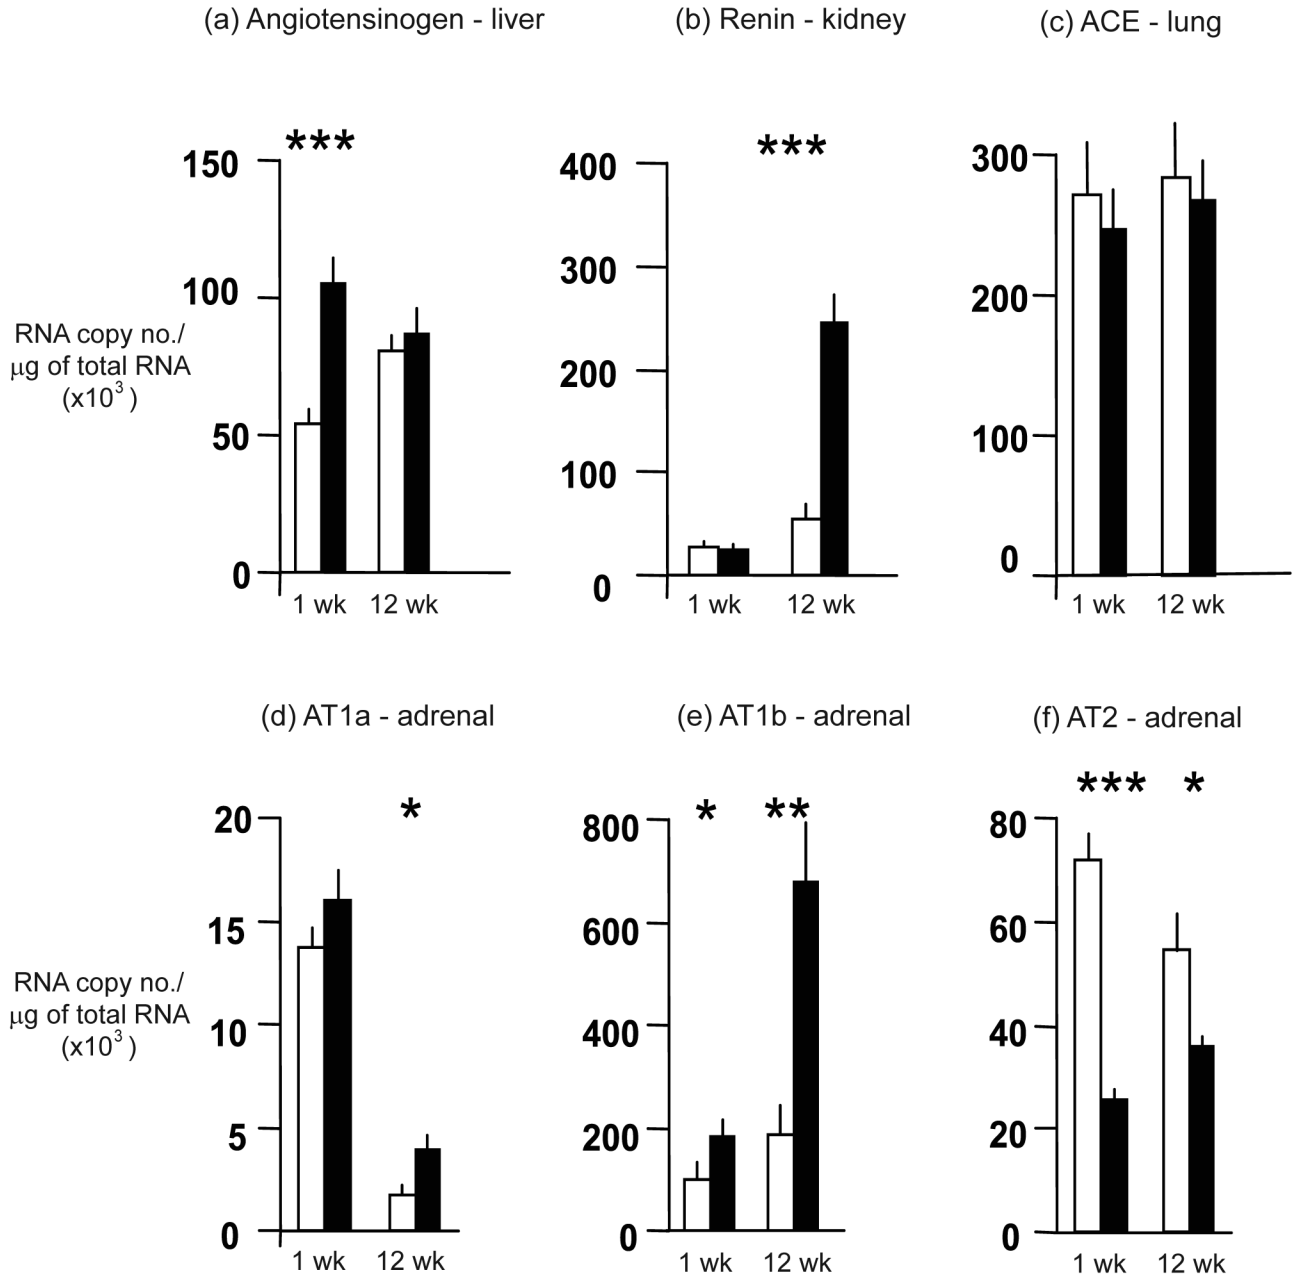 (a) Angiotensinogen - liver
(b) Renin - kidney
(c) ACE - lung
***
150
100
50
0
1 wk
12 wk
***
400
300
200
100
0
1 wk
12 wk
300
200
100
0
1 wk
12 wk
RNA copy no./
μg of total RNA
(x10³)
(d) AT1a - adrenal
(e) AT1b - adrenal
(f) AT2 - adrenal
*
20
15
10
5
0
1 wk
12 wk
* **
800
600
400
200
0
1 wk
12 wk
*** *
80
60
40
20
0
1 wk
12 wk
RNA copy no./
μg of total RNA
(x10³)